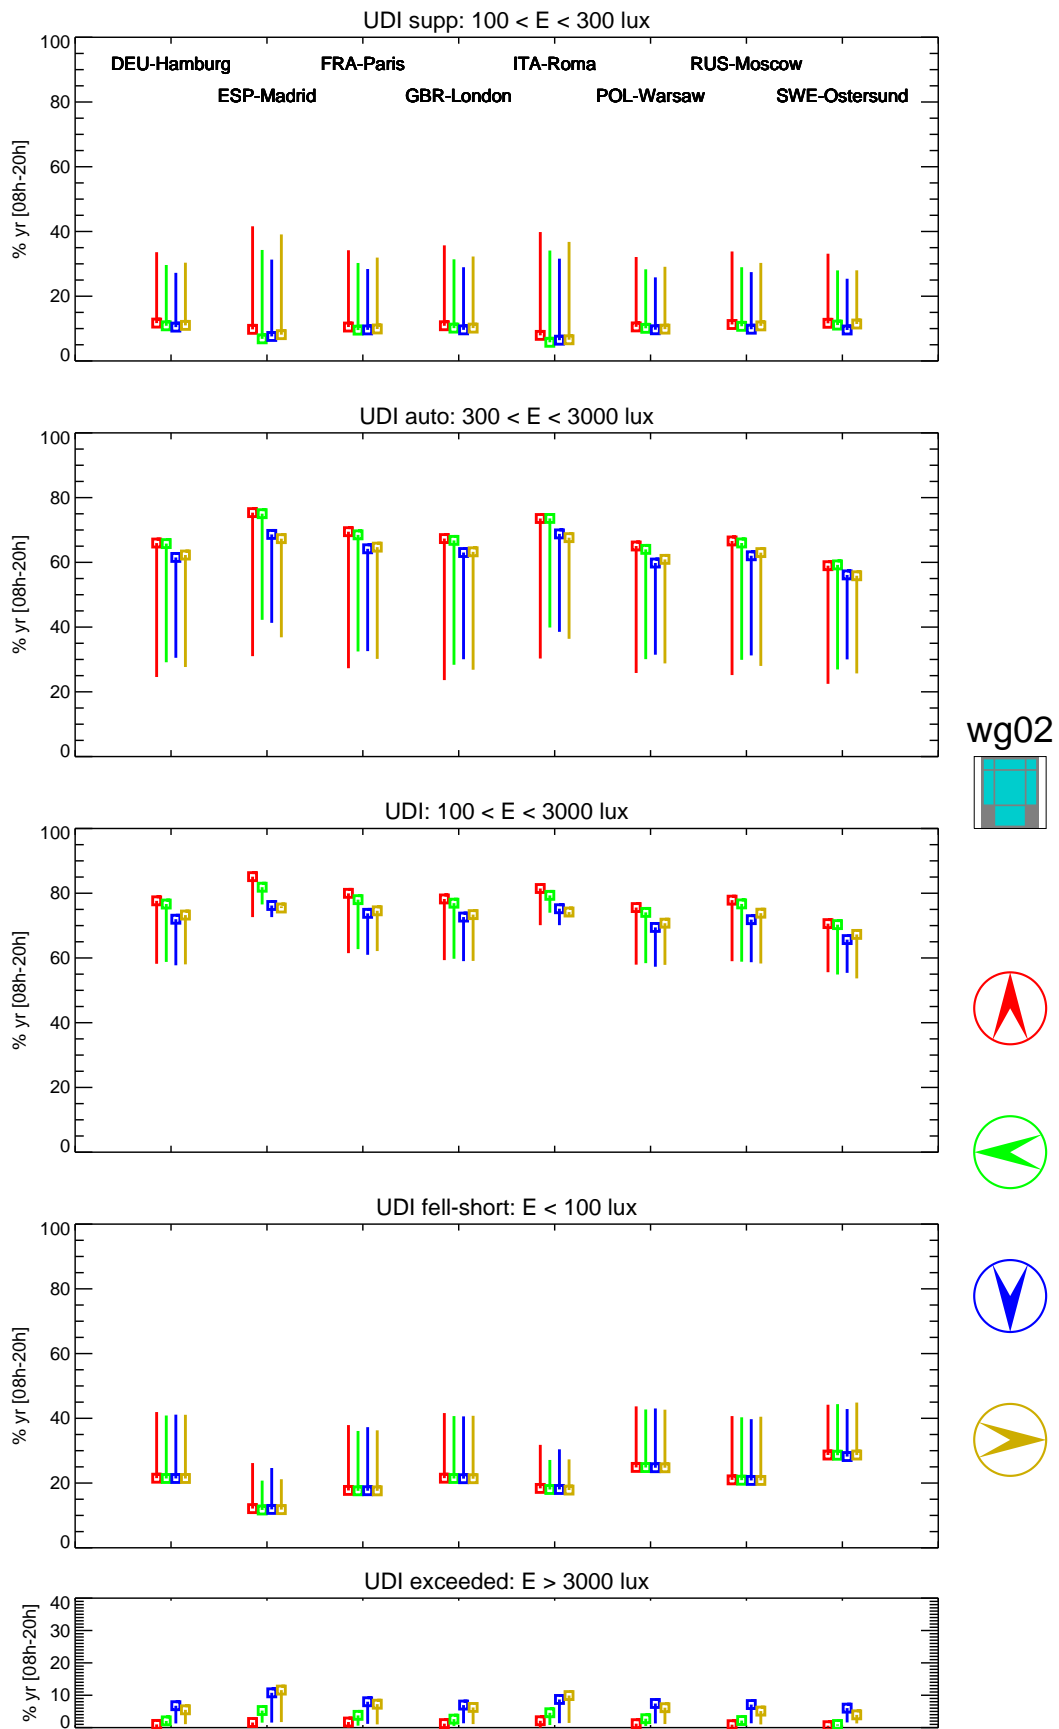 UDI supp: 100 < E < 300 lux
100
80
60
40
20
0
% yr [08h-20h]
DEU-Hamburg FRA-Paris ITA-Roma RUS-Moscow
ESP-Madrid GBR-London POL-Warsaw SWE-Ostersund
UDI auto: 300 < E < 3000 lux
100
80
60
40
20
0
% yr [08h-20h]
wg02
UDI: 100 < E < 3000 lux
100
80
60
40
20
0
% yr [08h-20h]
UDI fell-short: E < 100 lux
100
80
60
40
20
0
% yr [08h-20h]
UDI exceeded: E > 3000 lux
40
30
20
10
0
% yr [08h-20h]